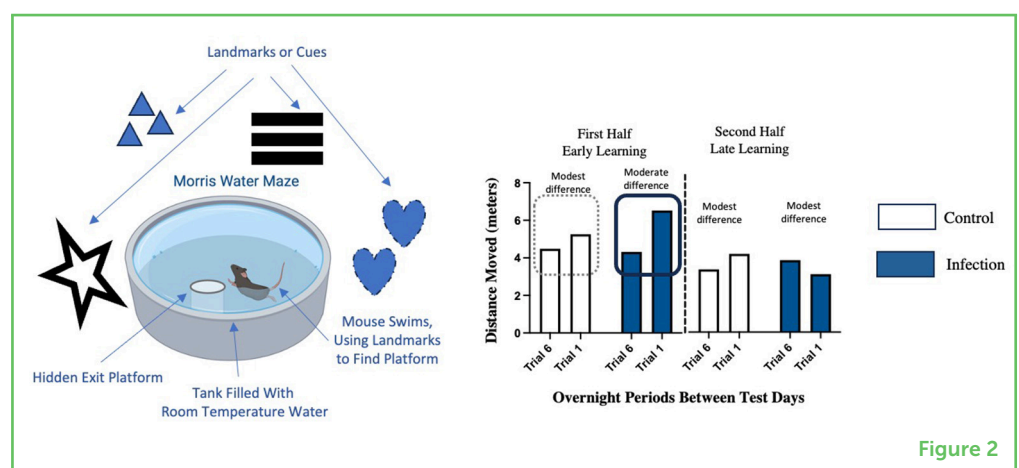 Landmarks or Cues
Morris Water Maze
Mouse Swims,
Using Landmarks
to Find Platform
Hidden Exit Platform
Tank Filled With
Room Temperature Water
First Half
Early Learning
Second Half
Late Learning
Modest
difference
Moderate
difference
Modest
difference
Modest
difference
Distance Moved (meters)
8
6
4
2
0
Trial 6
Trial 1
Trial 6
Trial 1
Trial 6
Trial 1
Trial 6
Trial 1
Overnight Periods Between Test Days
Control
Infection
Figure 2